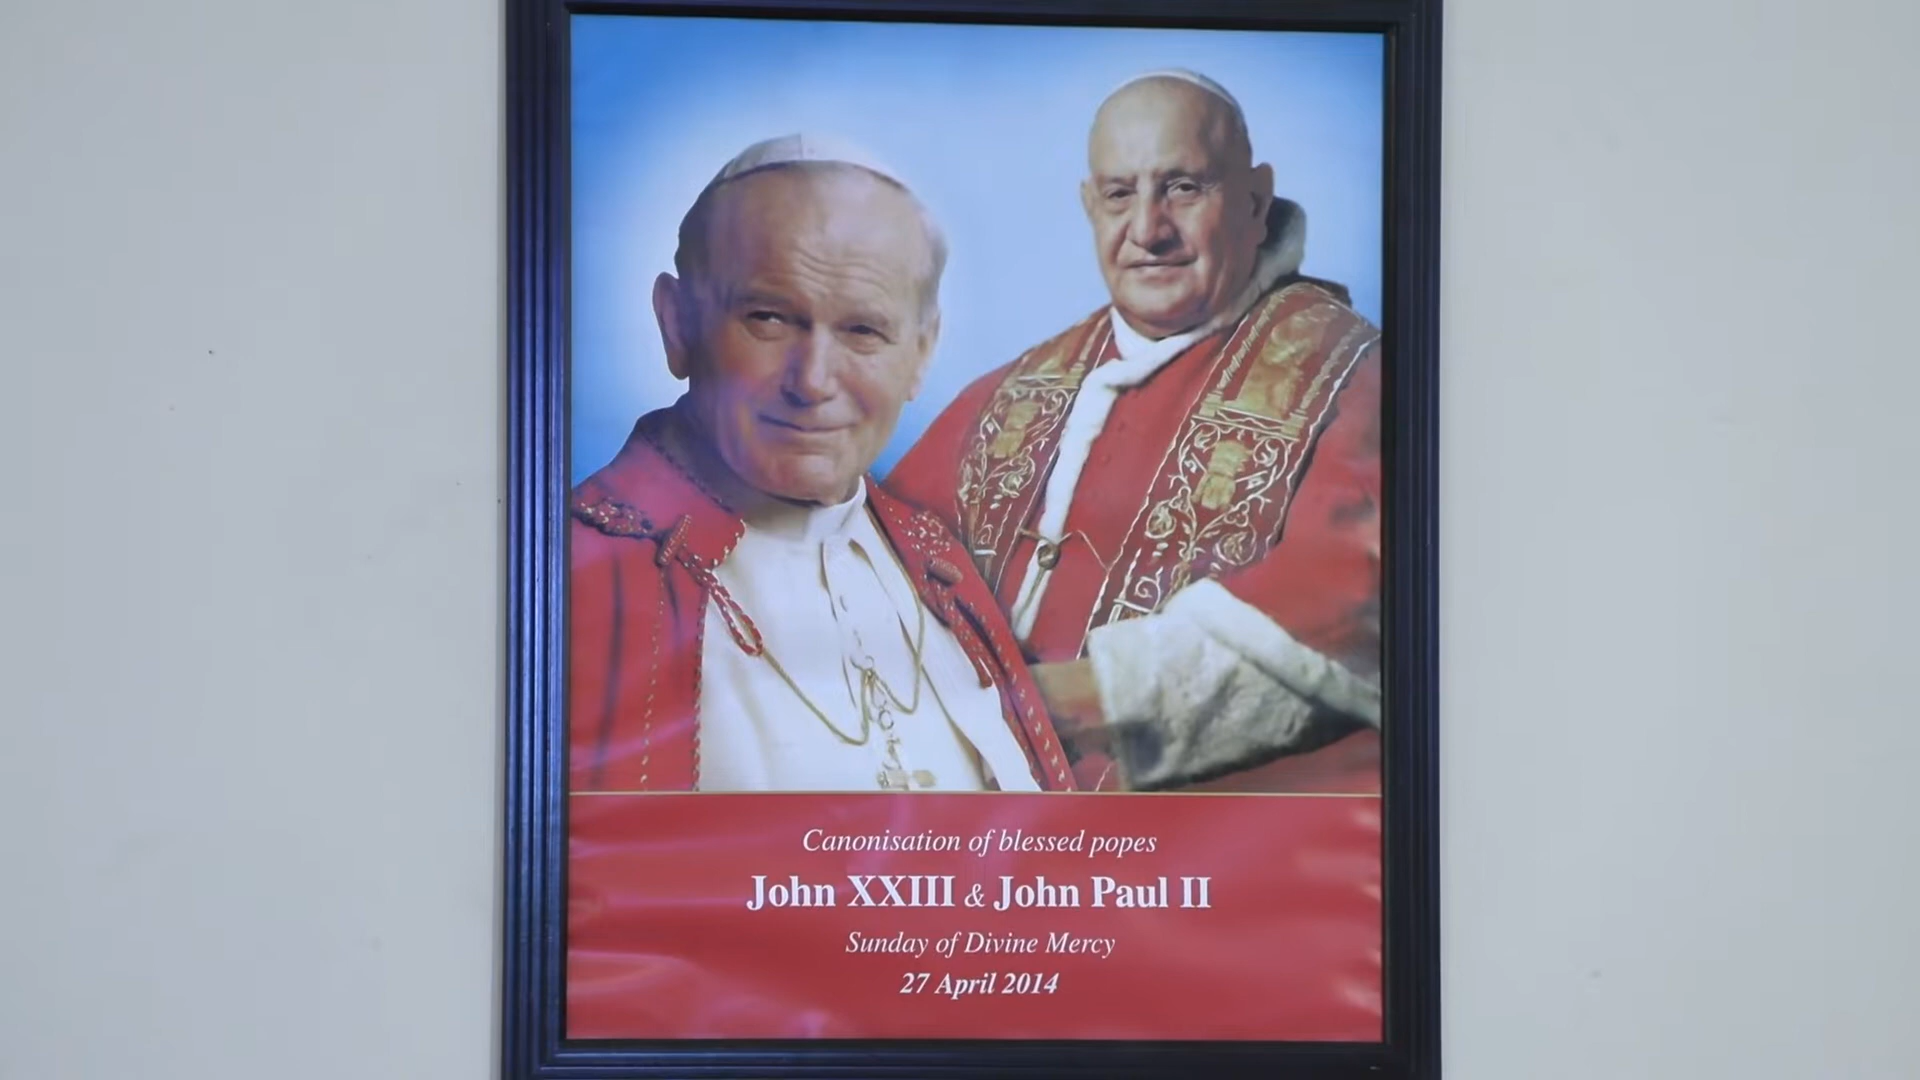 Canonisation of blessed popes
John XXIII & John Paul II
Sunday of Divine Mercy
27 April 2014